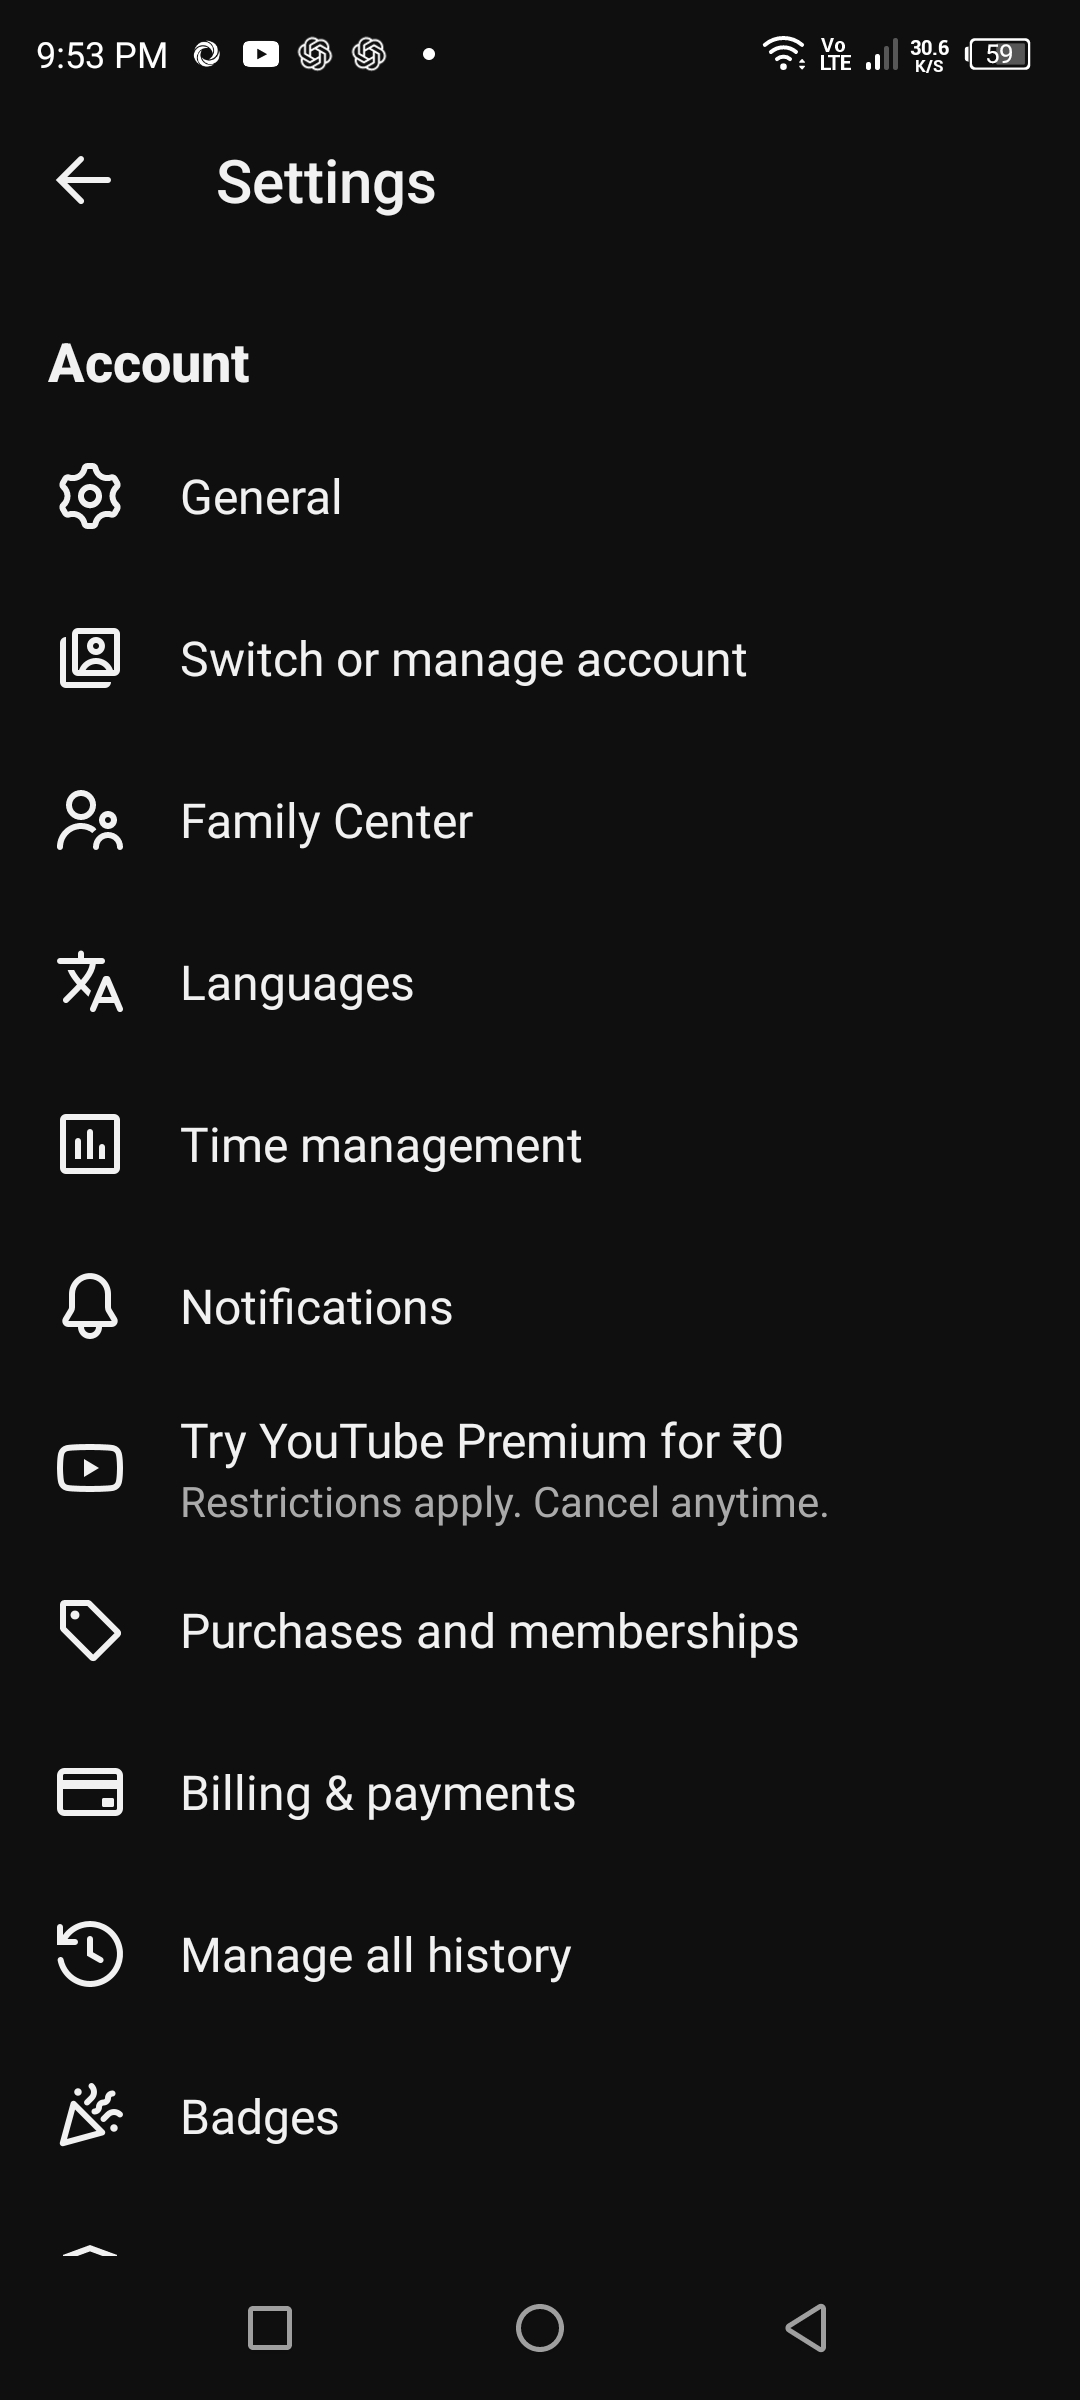 9:53 PM
Vo
LTE
30.6
K/S
59
Settings
Account
General
Switch or manage account
Family Center
Languages
Time management
Notifications
Try YouTube Premium for ₹0
Restrictions apply. Cancel anytime.
Purchases and memberships
Billing & payments
Manage all history
Badges